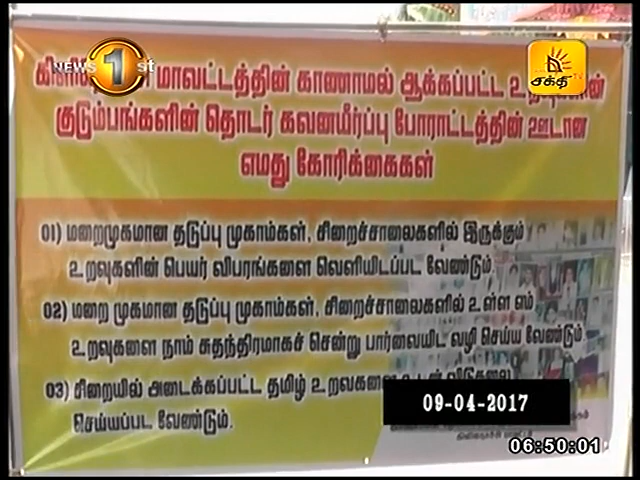 NEWS 1st
சக்தி TV
மாவட்டத்தின் காணாமல் ஆக்கப்பட்ட
குடும்பங்களின் தொடர் கவனயீர்ப்பு போராட்டத்தின் ஊடான
எமது கோரிக்கைகள்
01) மறைமுகமான தடுப்பு முகாம்கள், சிறைச்சாலைகளில் இருக்கும்
உறவுகளின் பெயர் விபரங்களை வெளியிடப்பட வேண்டும்.
02) மறை முகமான தடுப்பு முகாம்கள், சிறைச்சாலைகளில் உள்ள எம்
உறவுகளை நாம் சுதந்திரமாகச் சென்று பார்வையிட வழி செய்ய வேண்டும்.
03) சிறையில் அடைக்கப்பட்ட தமிழ்
செய்யப்பட வேண்டும்.
09-04-2017
06:50:01